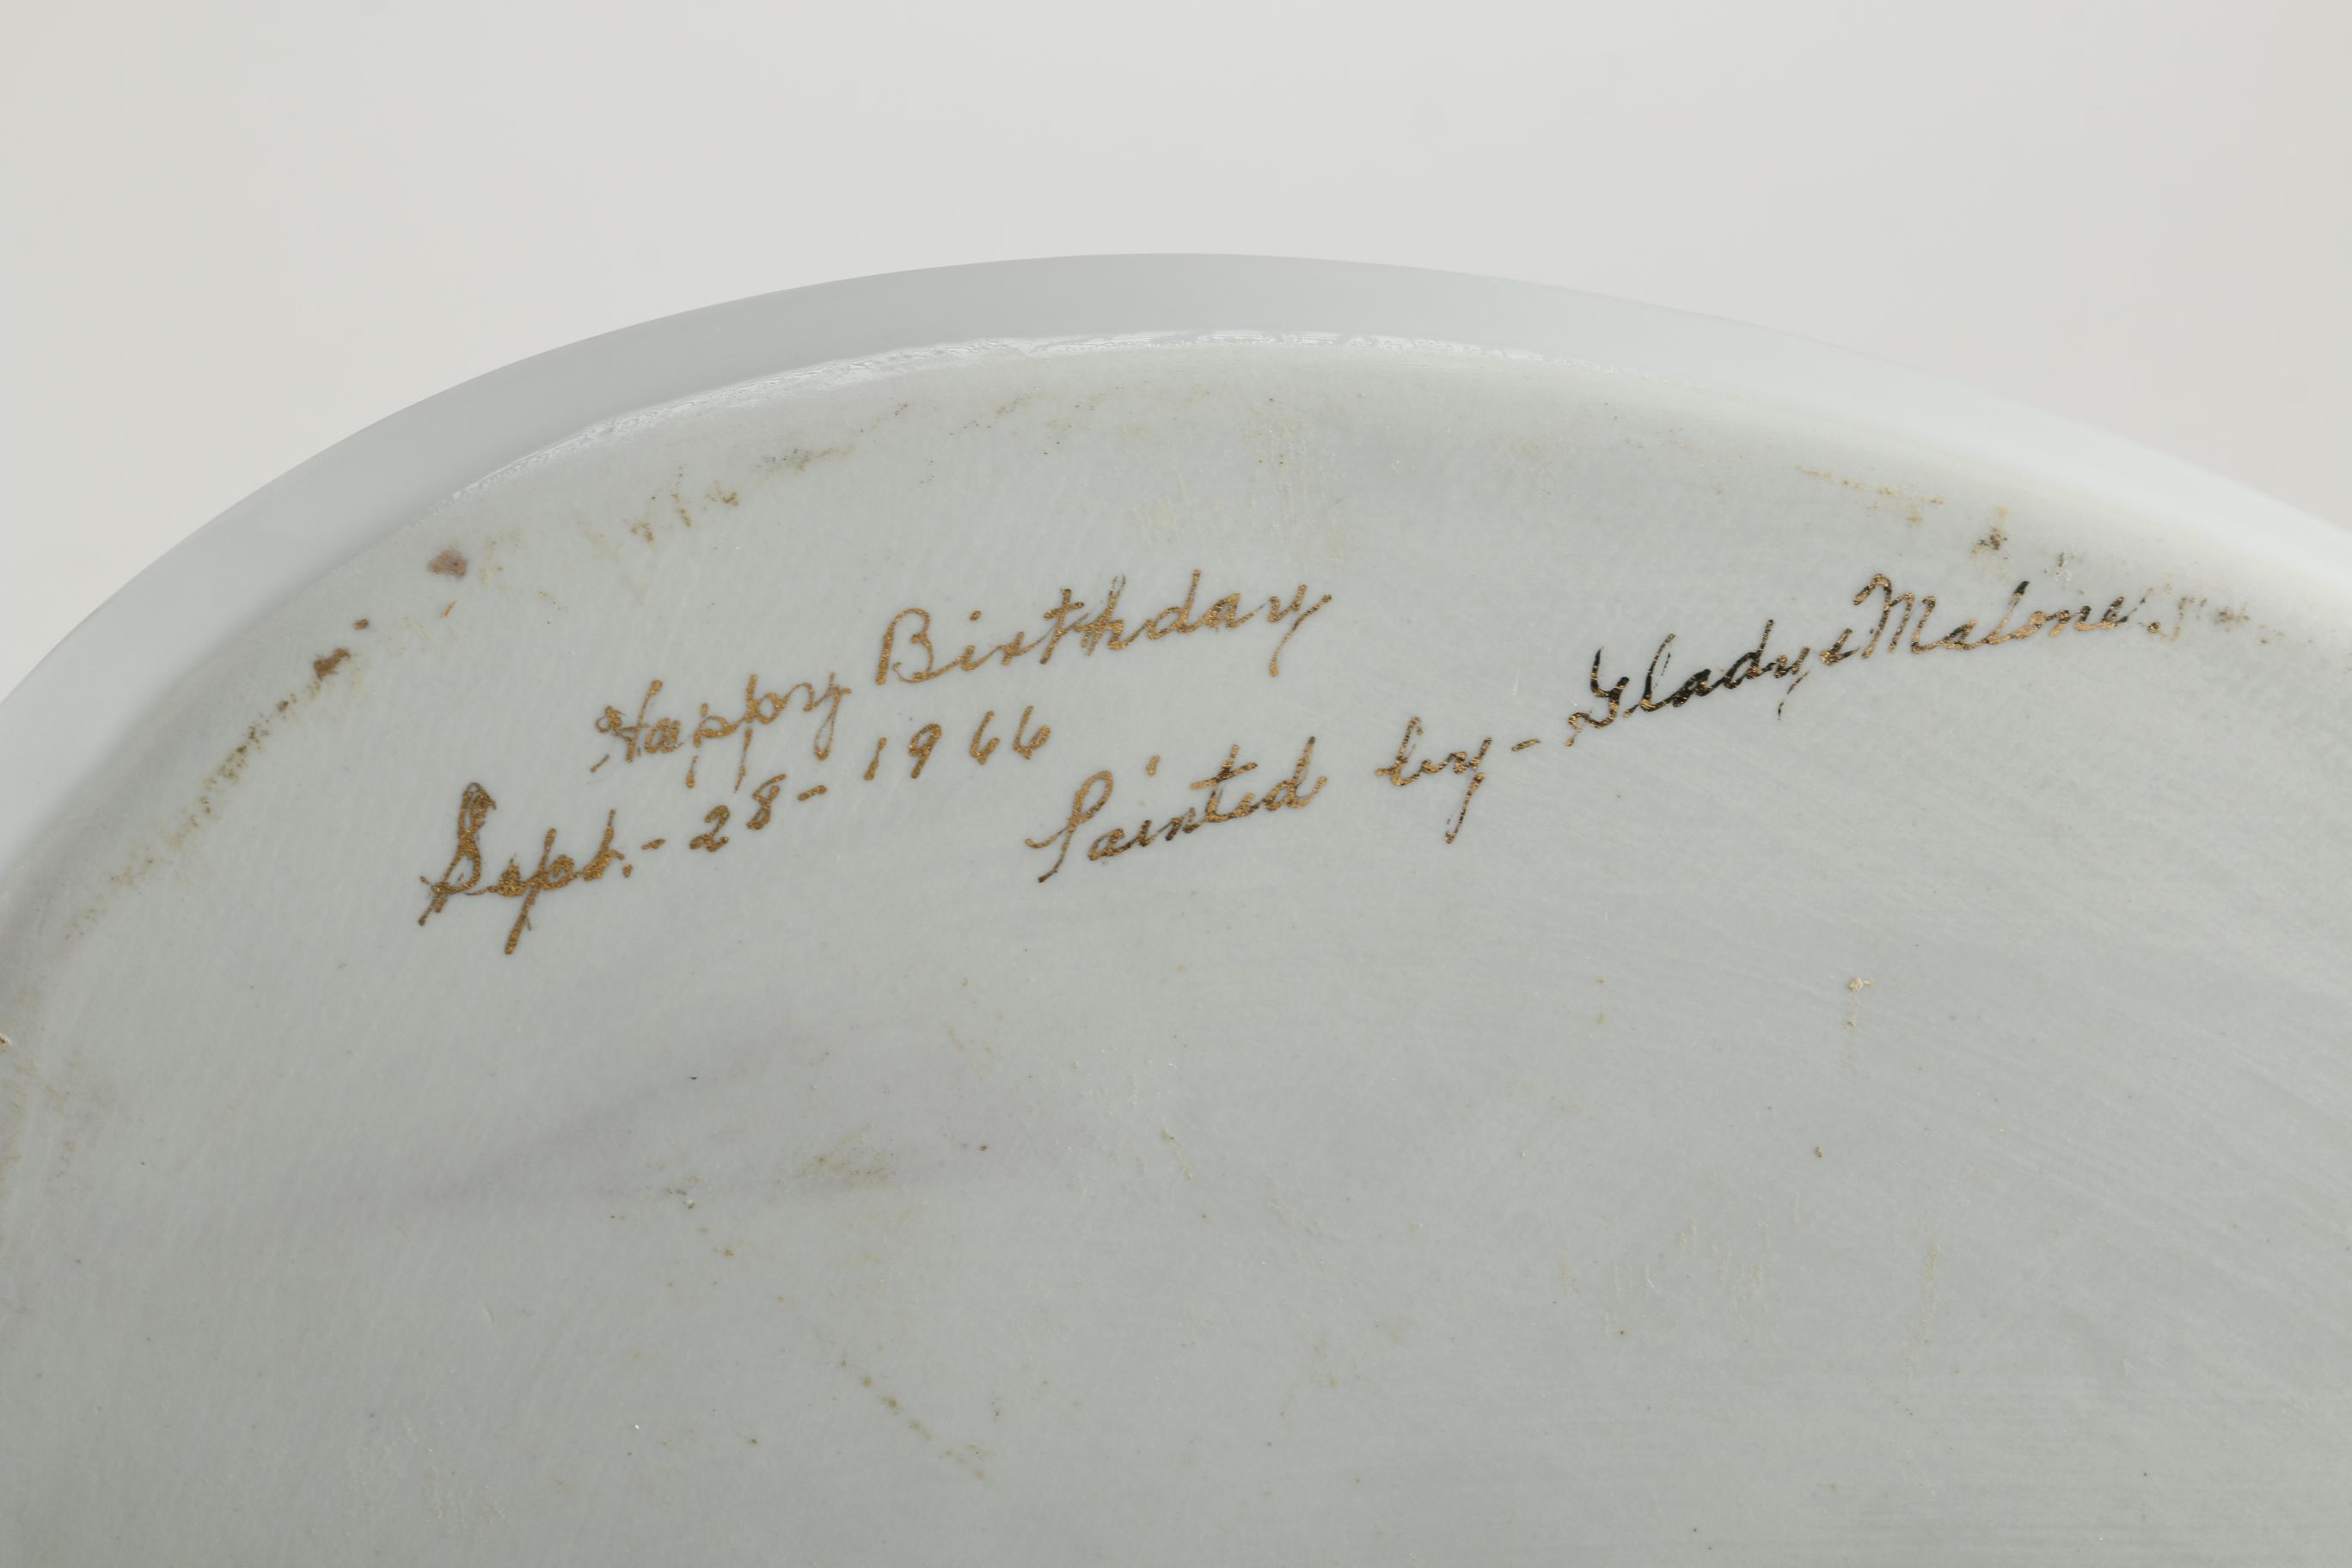 Happy Birthday
Sept. - 28 - 1966
Painted by - Gladys Malone.